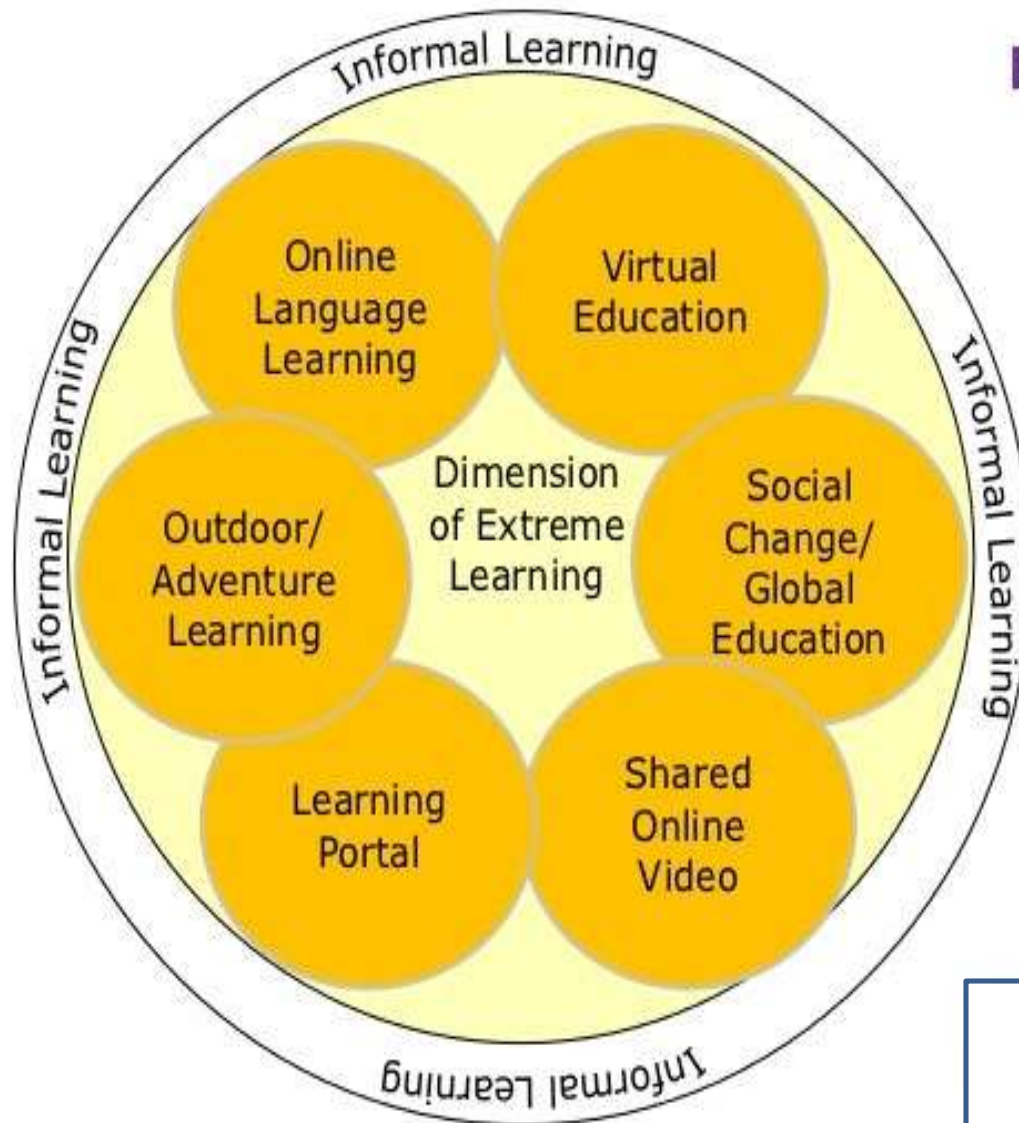 Informal Learning
Online
Language
Learning
Virtual
Education
Informal Learning
Dimension
of Extreme
Learning
Outdoor/
Adventure
Learning
Social
Change/
Global
Education
Informal Learning
Learning
Portal
Shared
Online
Video
Informal Learning